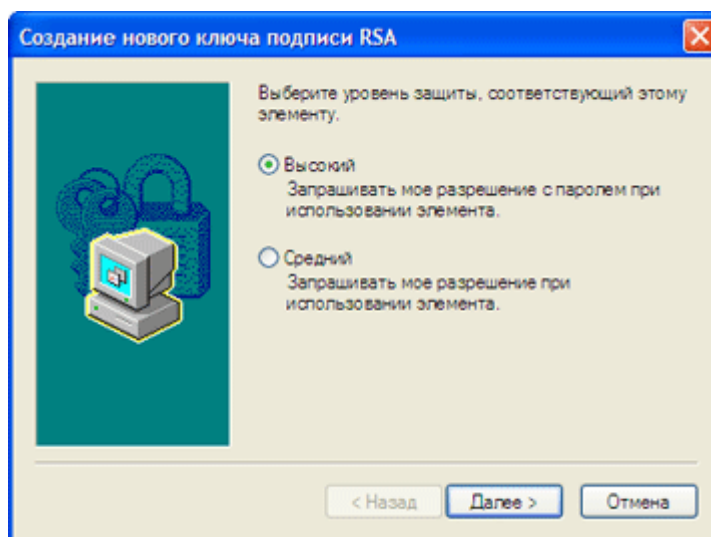 Создание нового ключа подписи RSA
Выберите уровень защиты, соответствующий этому
элементу.
Высокий
Запрашивать мое разрешение с паролем при
использовании элемента.
Средний
Запрашивать мое разрешение при
использовании элемента.
< Назад
Далее >
Отмена